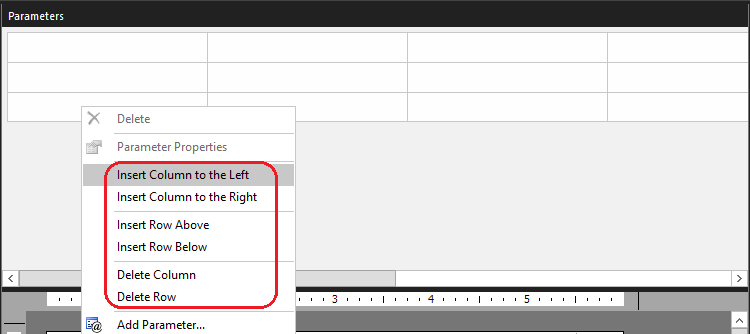 Parameters
Delete
Parameter Properties
Insert Column to the Left
Insert Column to the Right
Insert Row Above
Insert Row Below
Delete Column
Delete Row
3 4 5
Add Parameter...